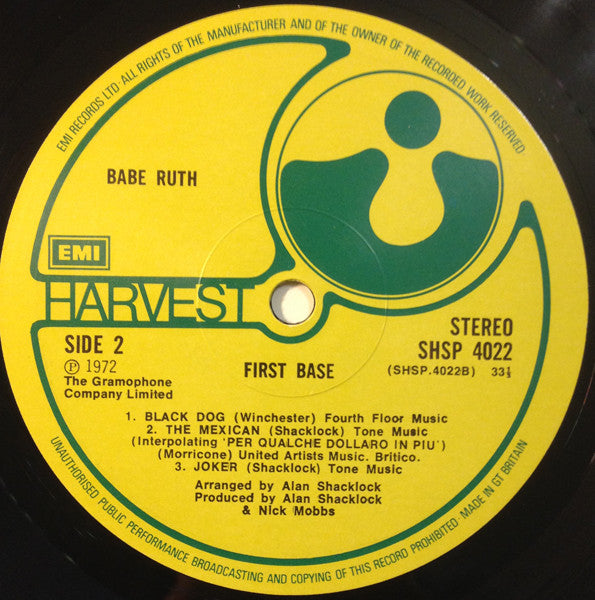 EMI RECORDS LTD·ALL RIGHTS OF THE MANUFACTURER AND OF THE OWNER OF THE RECORDED WORK RESERVED·
BABE RUTH
EMI
HARVEST
SIDE 2
Ⓟ 1972
The Gramophone
Company Limited
FIRST BASE
STEREO
SHSP 4022
(SHSP.4022B) 33⅓
1. BLACK DOG (Winchester) Fourth Floor Music
2. THE MEXICAN (Shacklock) Tone Music
(Interpolating 'PER QUALCHE DOLLARO IN PIU')
(Morricone) United Artists Music. Britico.
3. JOKER (Shacklock) Tone Music
Arranged by Alan Shacklock
Produced by Alan Shacklock
& Nick Mobbs
UNAUTHORISED PUBLIC PERFORMANCE BROADCASTING AND COPYING OF THIS RECORD PROHIBITED·MADE IN GT BRITAIN